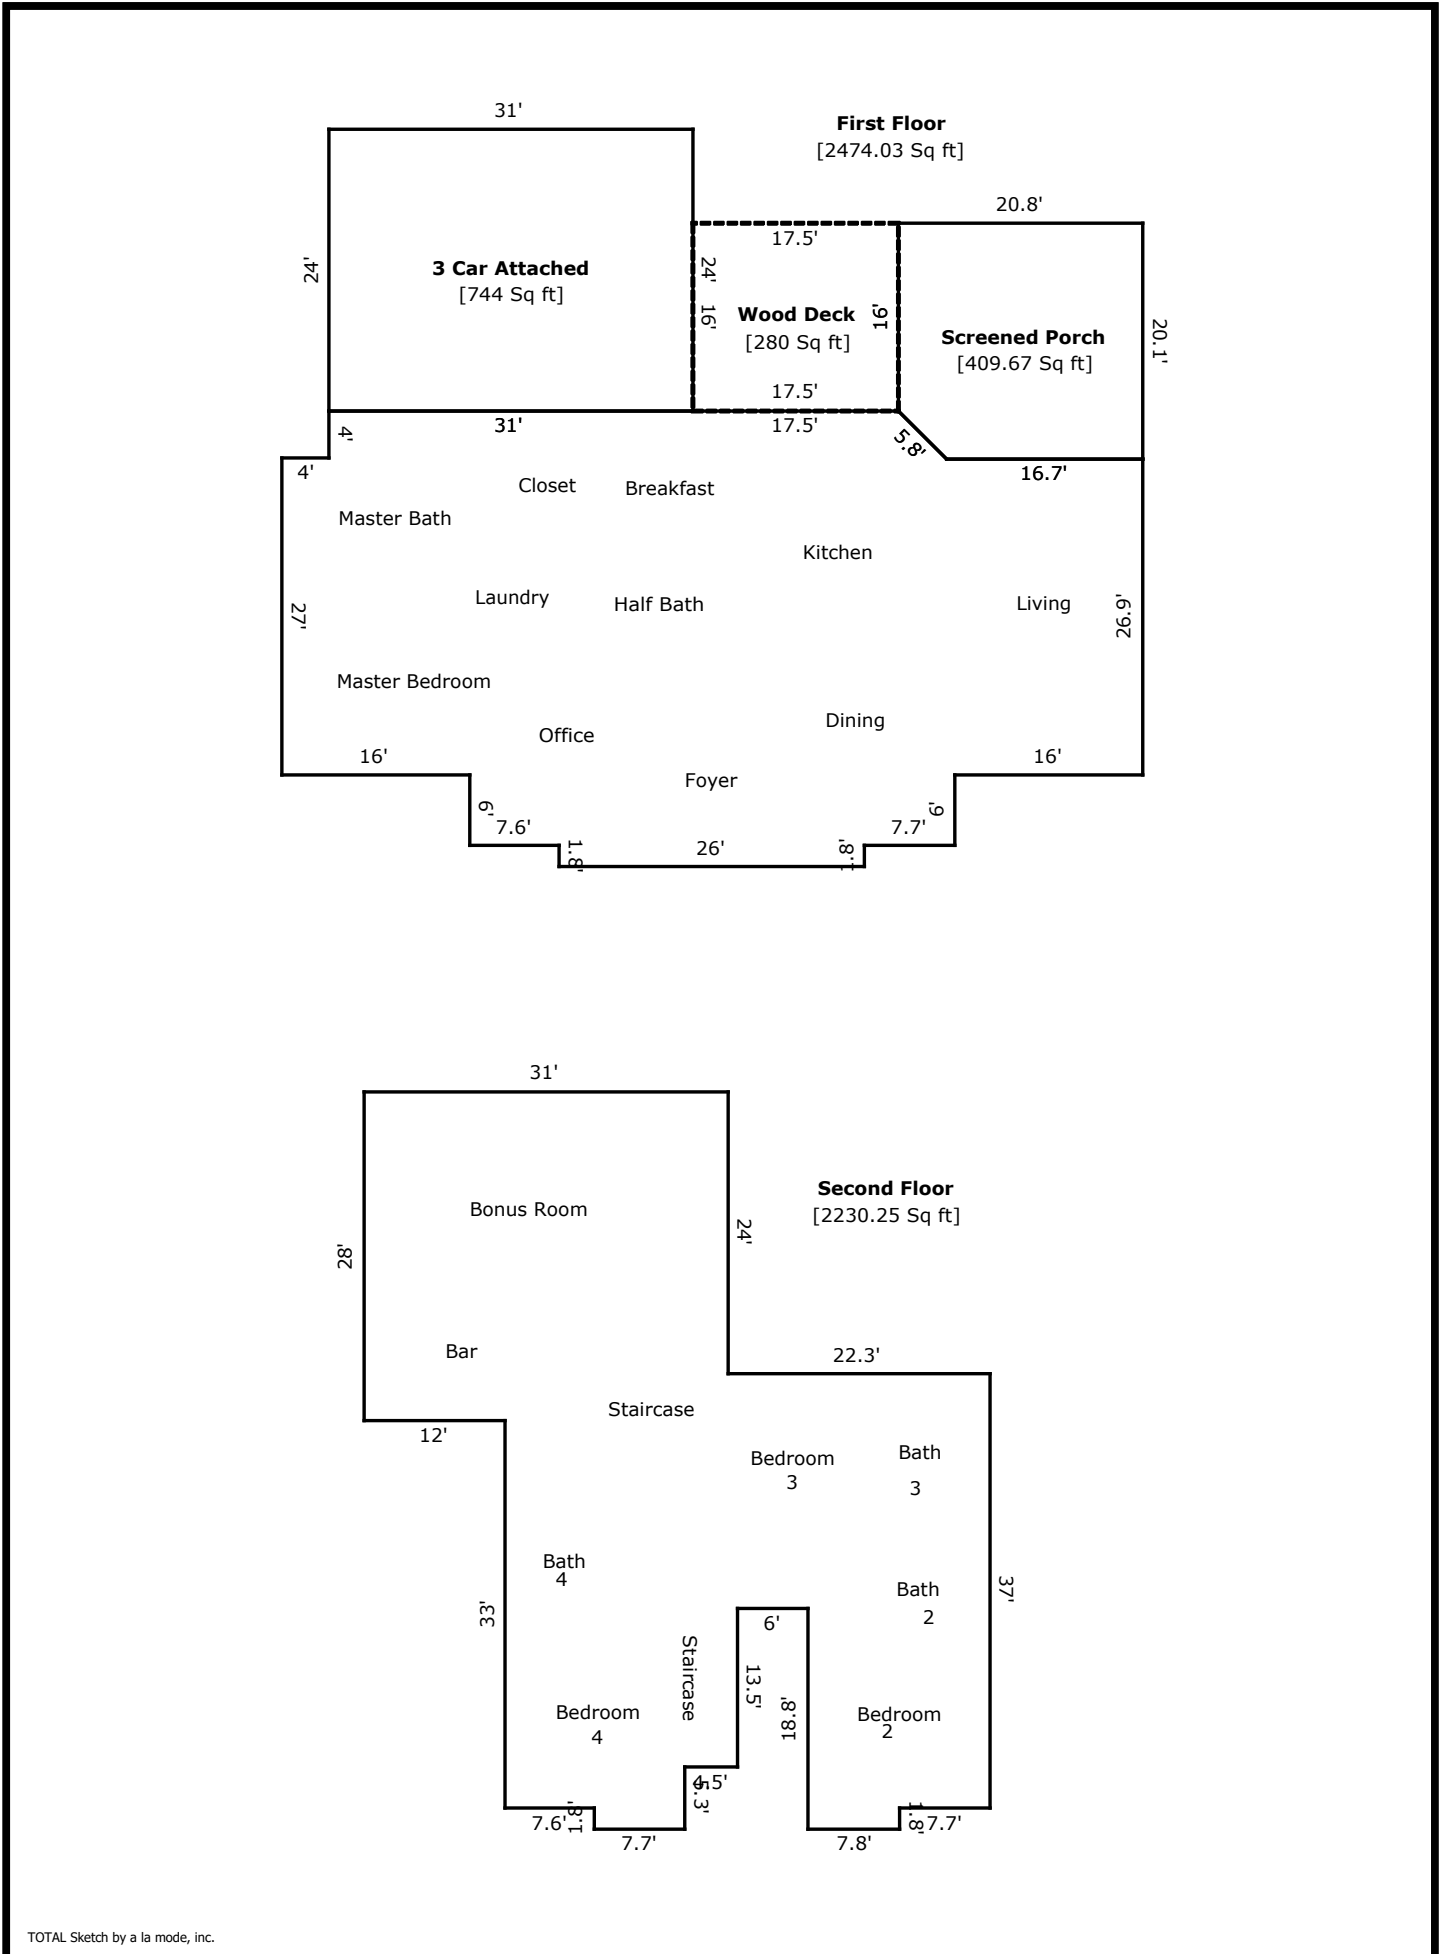 31'
First Floor
[2474.03 Sq ft]
20.8'
17.5'
24'
24'
3 Car Attached
[744 Sq ft]
16'
Wood Deck
[280 Sq ft]
16'
Screened Porch
[409.67 Sq ft]
20.1'
17.5'
31'
17.5'
4'
5.8'
4'
16.7'
Closet
Breakfast
Master Bath
Kitchen
Laundry
Half Bath
Living
27'
26.9'
Master Bedroom
Office
Dining
16'
Foyer
16'
6'
6'
7.6'
7.7'
1.8'
26'
1.8'
31'
Second Floor
[2230.25 Sq ft]
Bonus Room
24'
28'
Bar
22.3'
Staircase
12'
Bedroom
3
Bath
3
Bath
4
Bath
2
37'
33'
6'
Staircase
13.5'
18.8'
Bedroom
4
Bedroom
2
4.5'
5.3'
7.6'
1.8'
7.7'
7.8'
1.8'
7.7'
TOTAL Sketch by a la mode, inc.